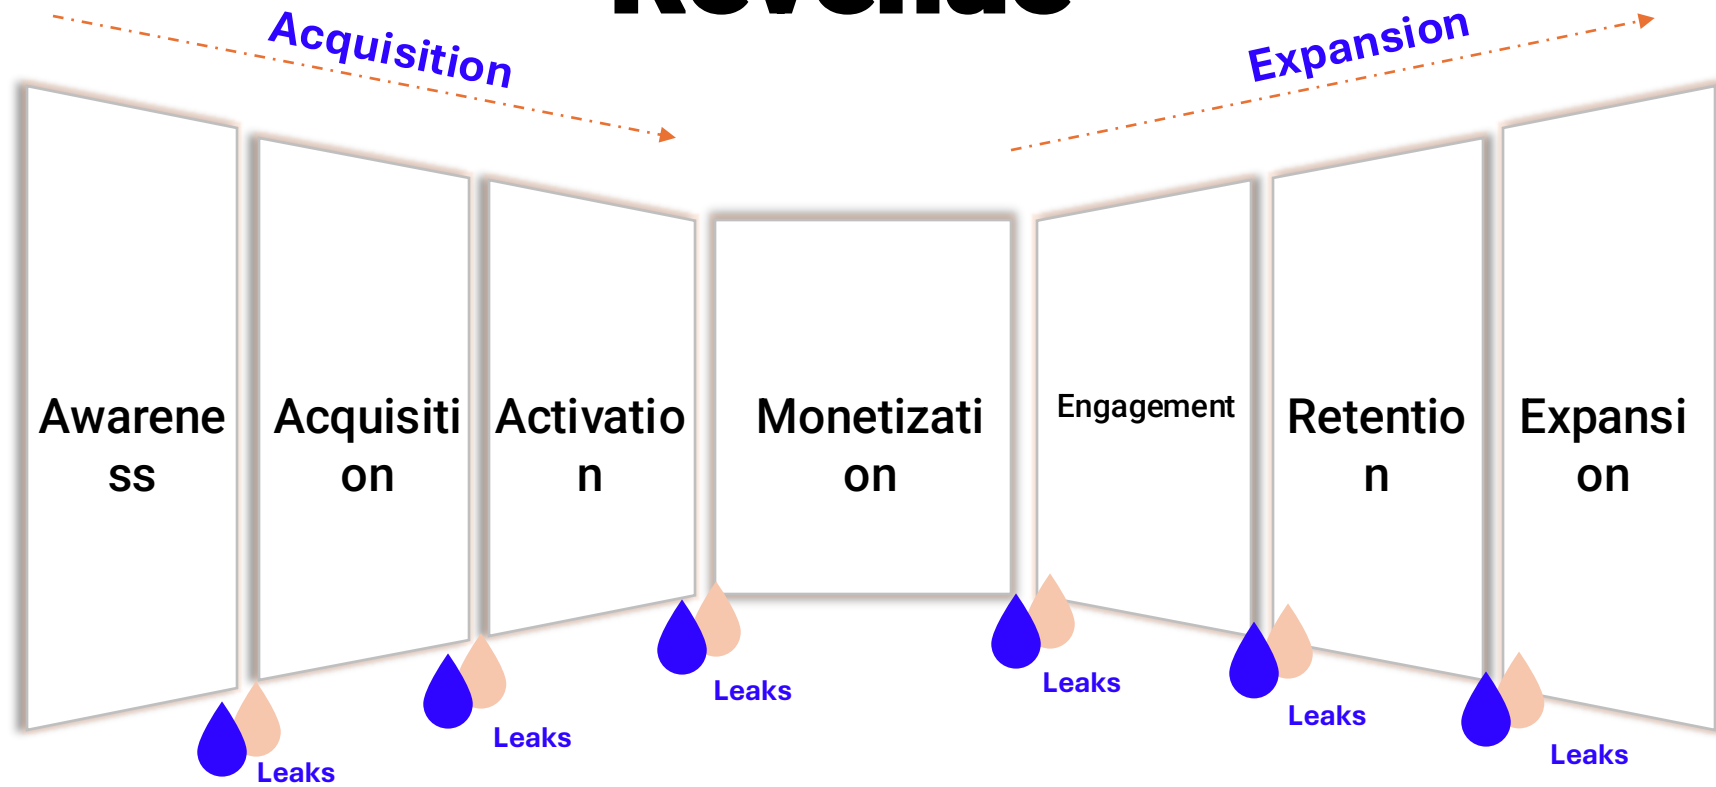 Revenue
Acquisition
Expansion
Awarene
ss
Acquisiti
on
Activatio
n
Monetizati
on
Engagement
Retentio
n
Expansi
on
Leaks
Leaks
Leaks
Leaks
Leaks
Leaks